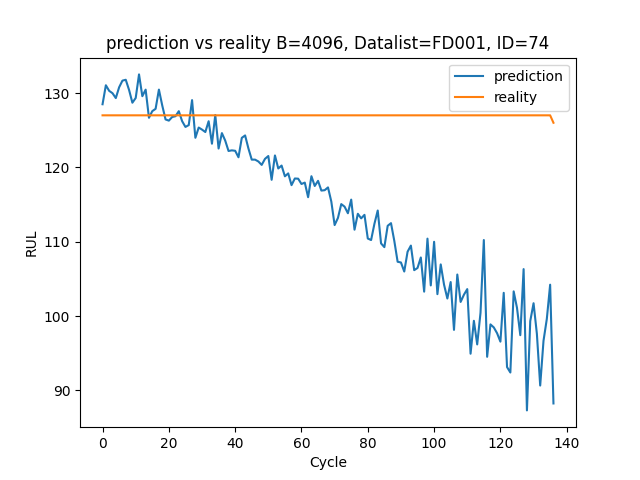 prediction vs reality B=4096, Datalist=FD001, ID=74
prediction
reality
130
120
110
100
90
RUL
0 20 40 60 80 100 120 140
Cycle